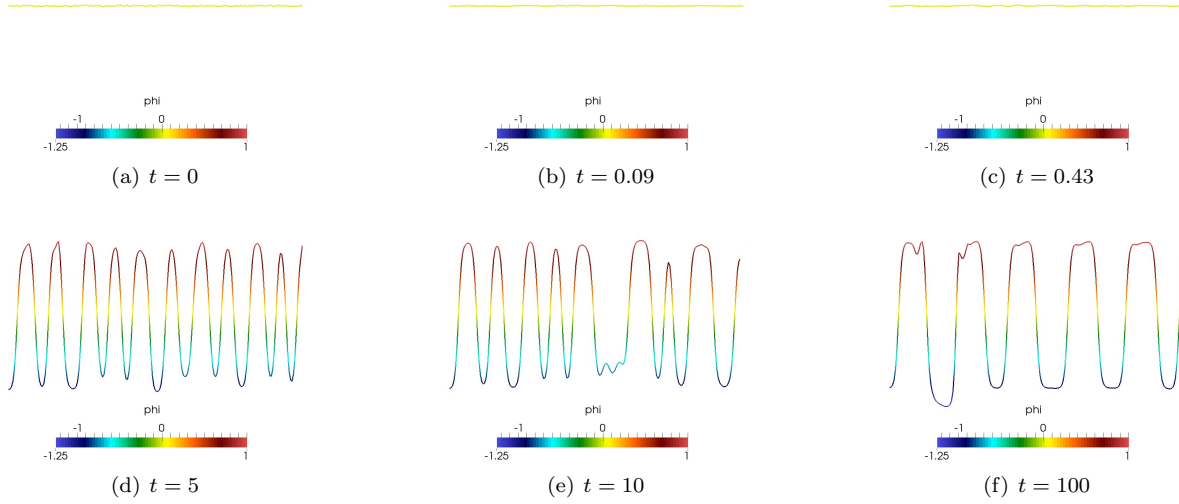 phi
-1 0
-1.25 1
(a) t = 0
phi
-1 0
-1.25 1
(b) t = 0.09
phi
-1 0
-1.25 1
(c) t = 0.43
phi
-1 0
-1.25 1
(d) t = 5
phi
-1 0
-1.25 1
(e) t = 10
phi
-1 0
-1.25 1
(f) t = 100